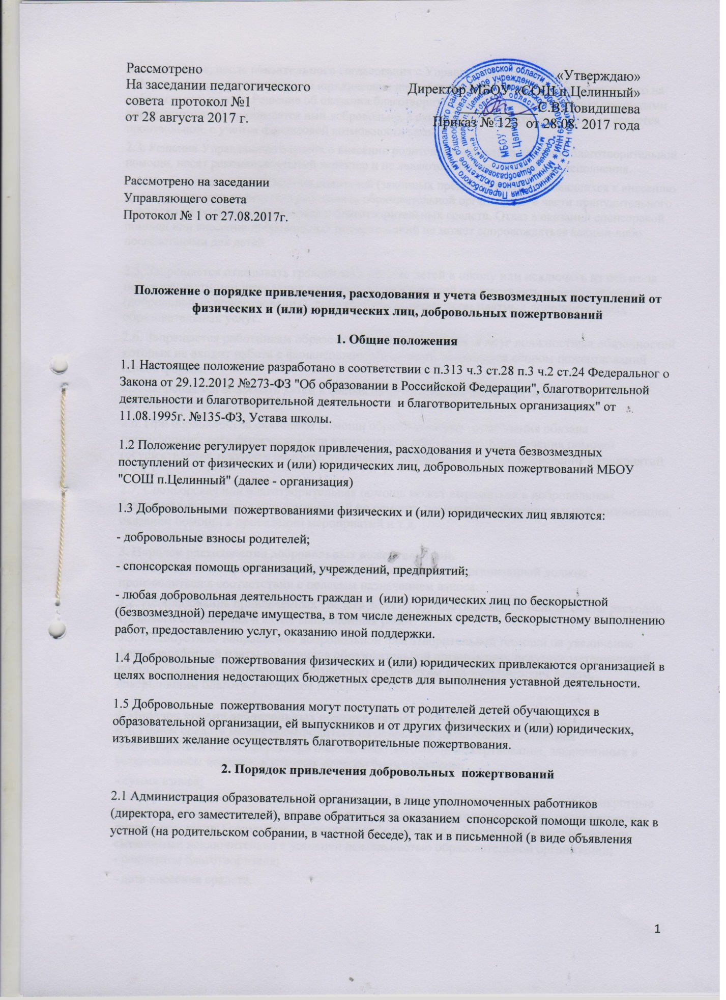 Рассмотрено
На заседании педагогического
совета  протокол №1
от 28 августа 2017 г.
«Утверждаю»
Директор МБОУ «СОШ п.Целинный»
С.В.Повидишева
Приказ № 123  от 28.08. 2017 года
Рассмотрено на заседании
Управляющего совета
Протокол № 1 от 27.08.2017г.
Положение о порядке привлечения, расходования и учета безвозмездных поступлений от
физических и (или) юридических лиц, добровольных пожертвований
1. Общие положения
1.1 Настоящее положение разработано в соответствии с п.313 ч.3 ст.28 п.3 ч.2 ст.24 Федеральног о
Закона от 29.12.2012 №273-ФЗ "Об образовании в Российской Федерации", благотворительной
деятельности и благотворительной деятельности  и благотворительных организациях" от
11.08.1995г. №135-ФЗ, Устава школы.
1.2 Положение регулирует порядок привлечения, расходования и учета безвозмездных
поступлений от физических и (или) юридических лиц, добровольных пожертвований МБОУ
"СОШ п.Целинный" (далее - организация)
1.3 Добровольными  пожертвованиями физических и (или) юридических лиц являются:
- добровольные взносы родителей;
- спонсорская помощь организаций, учреждений, предприятий;
- любая добровольная деятельность граждан и  (или) юридических лиц по бескорыстной
(безвозмездной) передаче имущества, в том числе денежных средств, бескорыстному выполнению
работ, предоставлению услуг, оказанию иной поддержки.
1.4 Добровольные  пожертвования физических и (или) юридических привлекаются организацией в
целях восполнения недостающих бюджетных средств для выполнения уставной деятельности.
1.5 Добровольные  пожертвования могут поступать от родителей детей обучающихся в
образовательной организации, ей выпускников и от других физических и (или) юридических,
изъявивших желание осуществлять благотворительные пожертвования.
2. Порядок привлечения добровольных  пожертвований
2.1 Администрация образовательной организации, в лице уполномоченных работников
(директора, его заместителей), вправе обратиться за оказанием  спонсорской помощи школе, как в
устной (на родительском собрании, в частной беседе), так и в письменной (в виде объявления
1